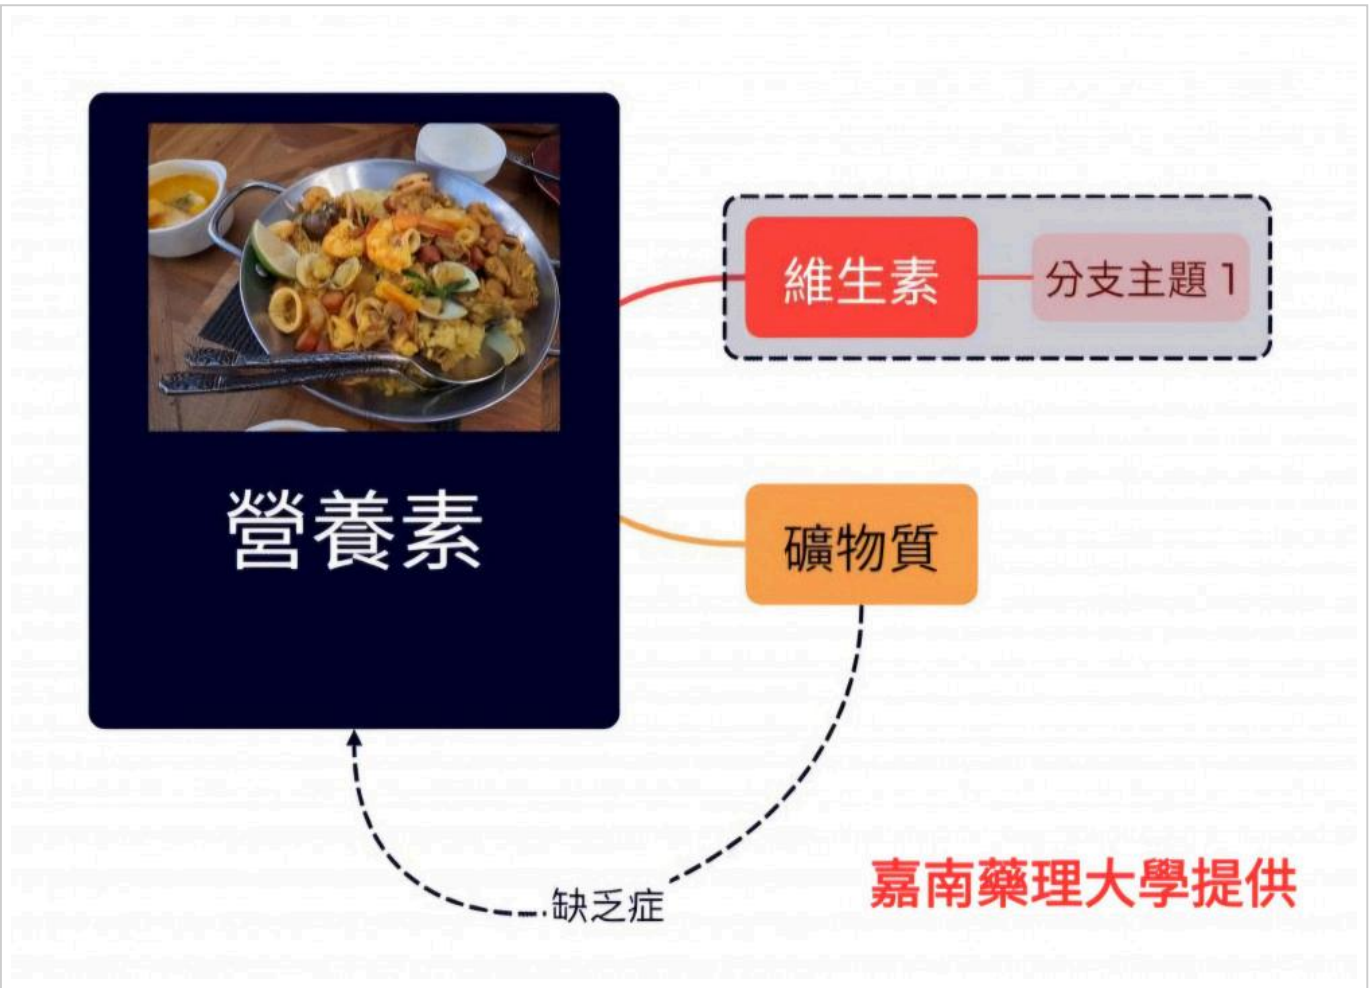 營養素
維生素
分支主題 1
礦物質
缺乏症
嘉南藥理大學提供